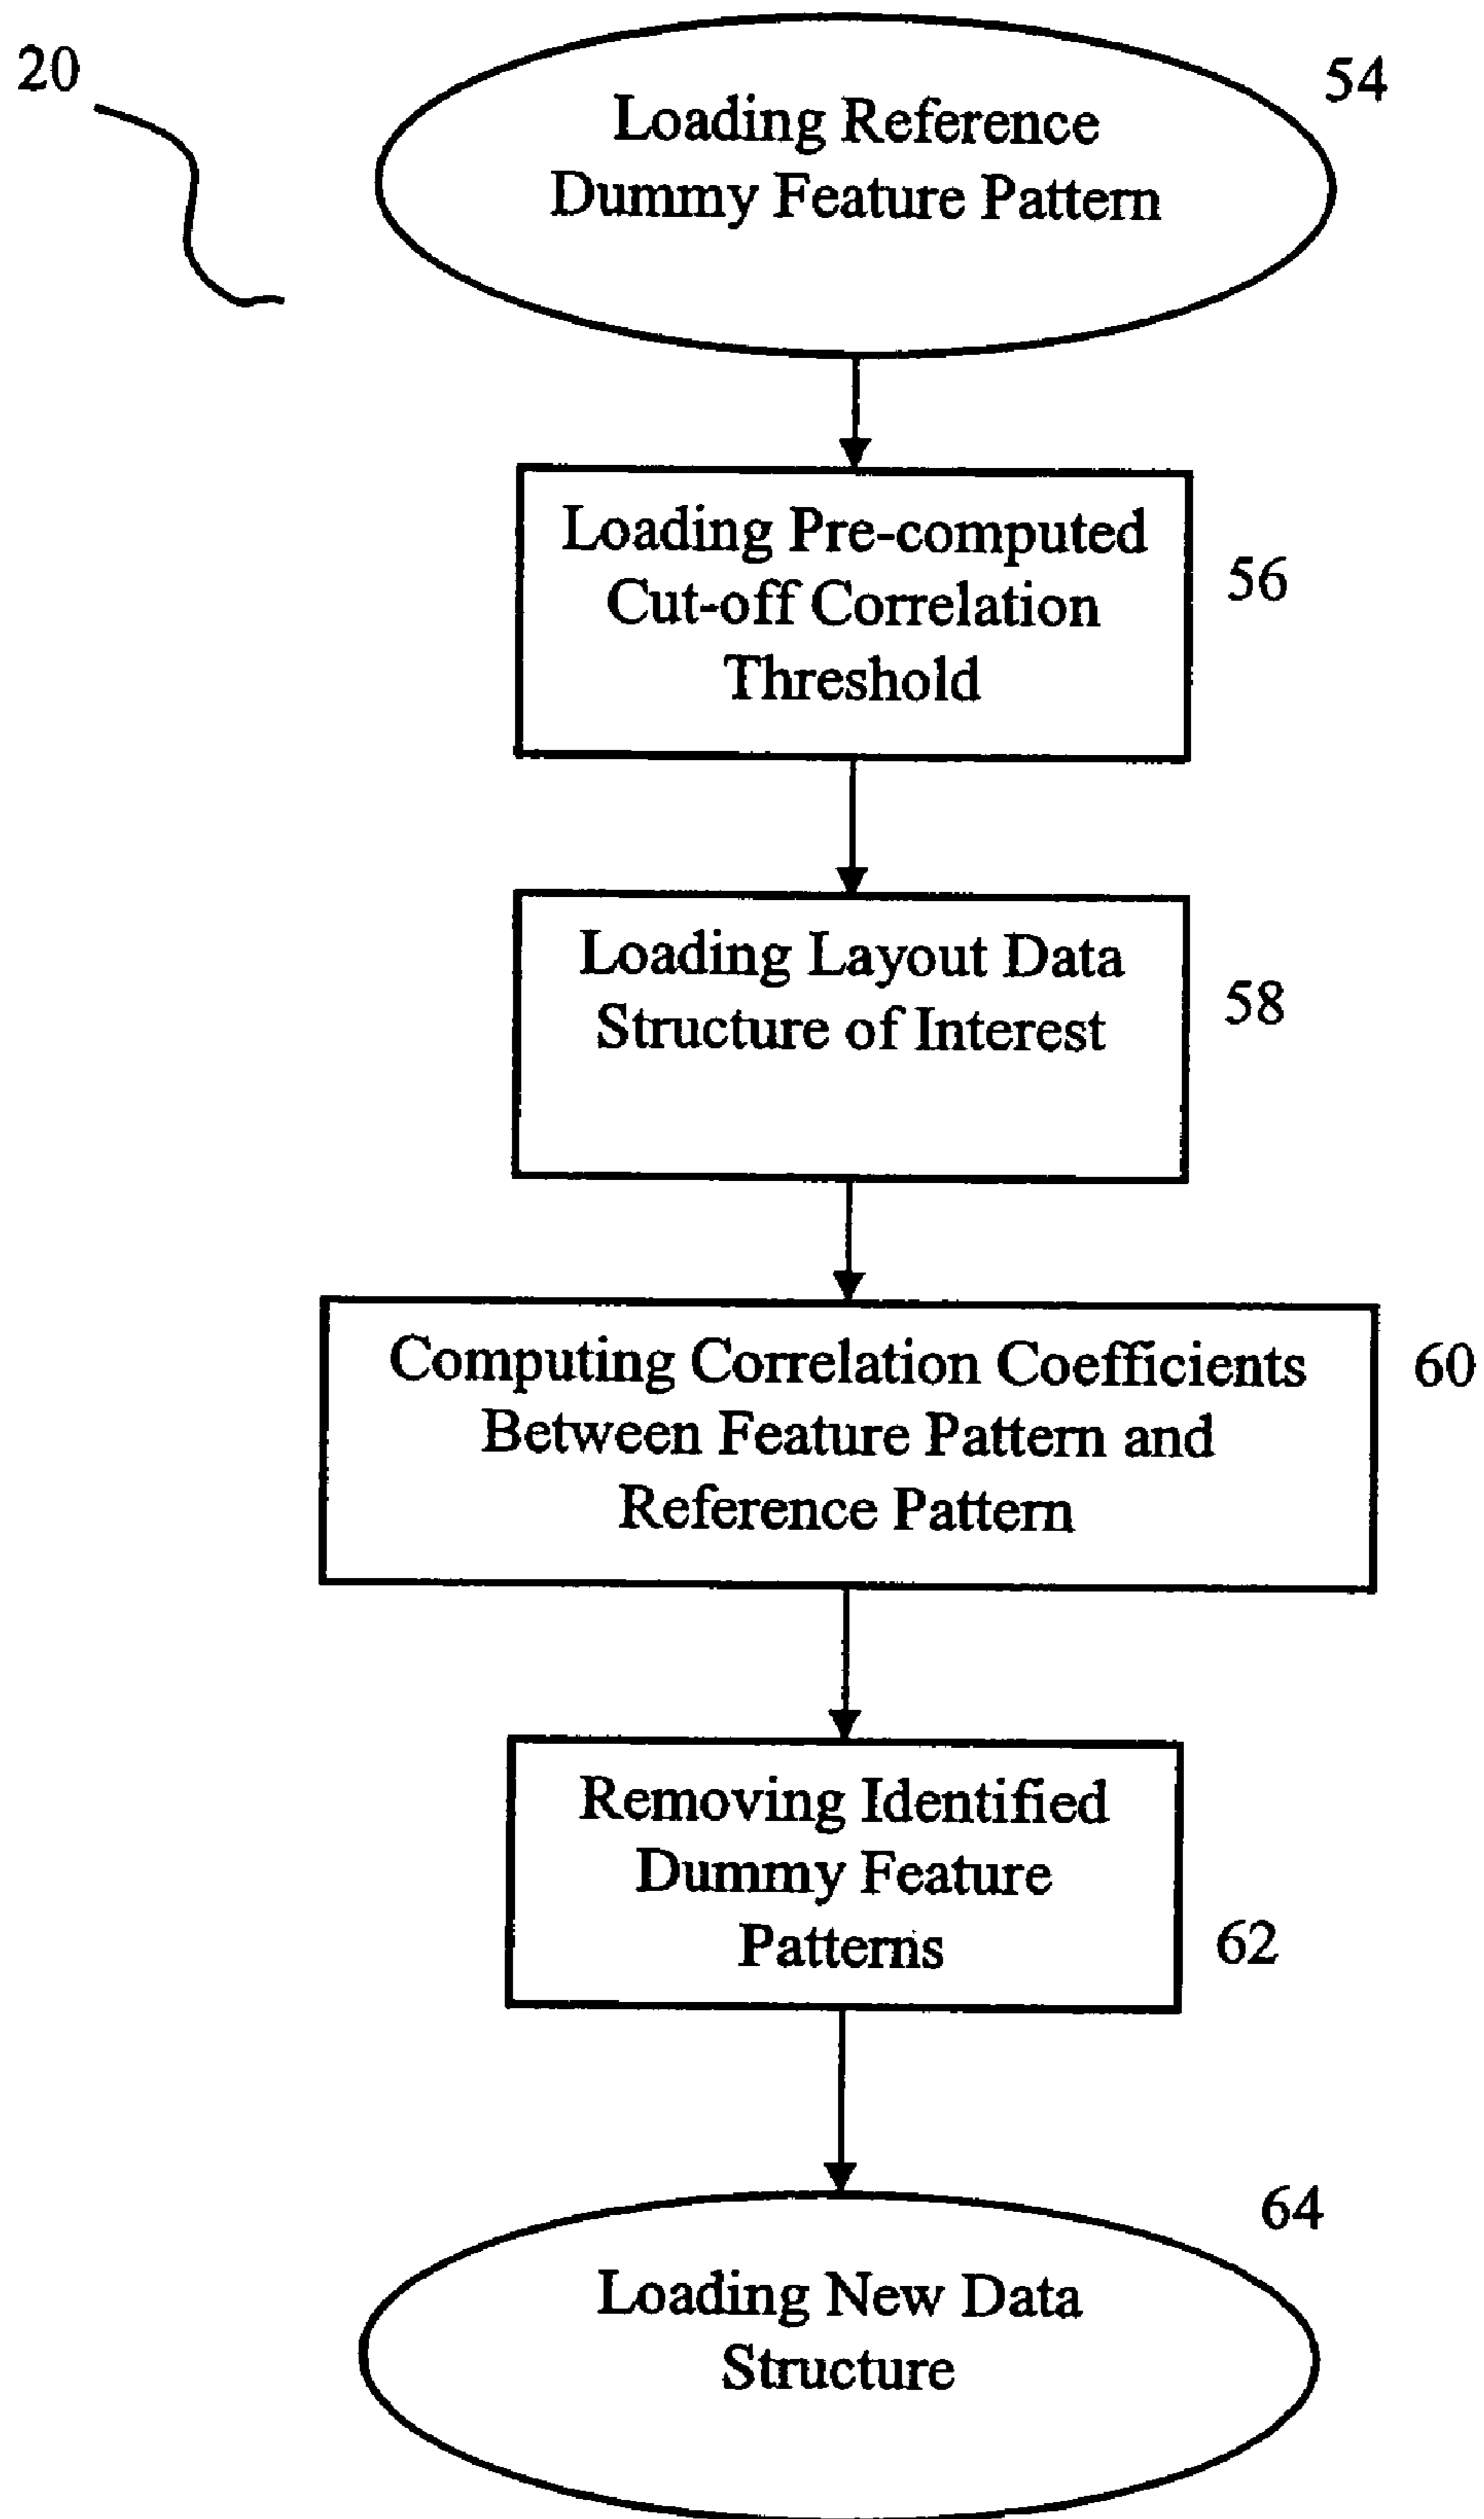 20
54
Loading Reference
Dummy Feature Pattern
Loading Pre-computed
Cut-off Correlation
Threshold
56
Loading Layout Data
Structure of Interest
58
Computing Correlation Coefficients
Between Feature Pattern and
Reference Pattern
60
Removing Identified
Dummy Feature
Patterns
62
64
Loading New Data
Structure